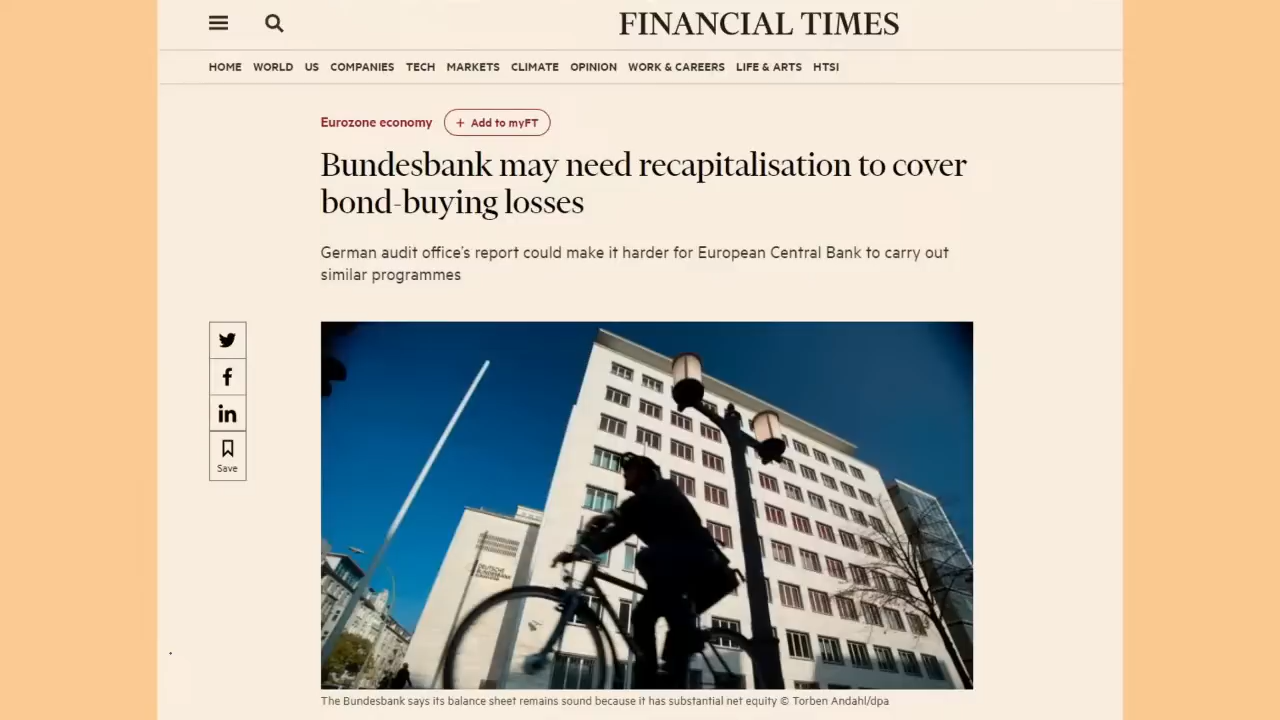 FINANCIAL TIMES
HOME WORLD US COMPANIES TECH MARKETS CLIMATE OPINION WORK & CAREERS LIFE & ARTS HTSI
Eurozone economy
+ Add to myFT
Bundesbank may need recapitalisation to cover
bond-buying losses
German audit office's report could make it harder for European Central Bank to carry out
similar programmes
in
Save
DEUTSCHE
BUNDESBANK
The Bundesbank says its balance sheet remains sound because it has substantial net equity © Torben Andahl/dpa